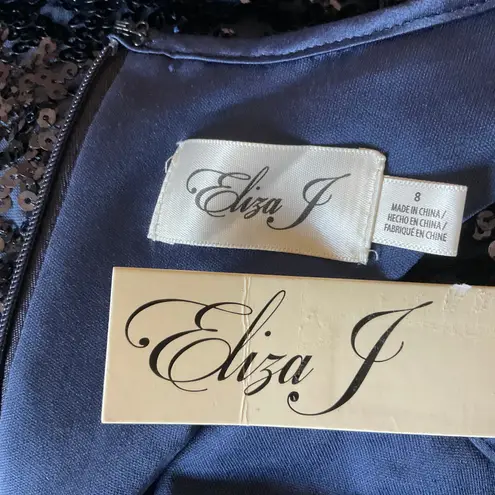 Eliza J
8
MADE IN CHINA /
HECHO EN CHINA /
FABRIQUÉ EN CHINE
Eliza J